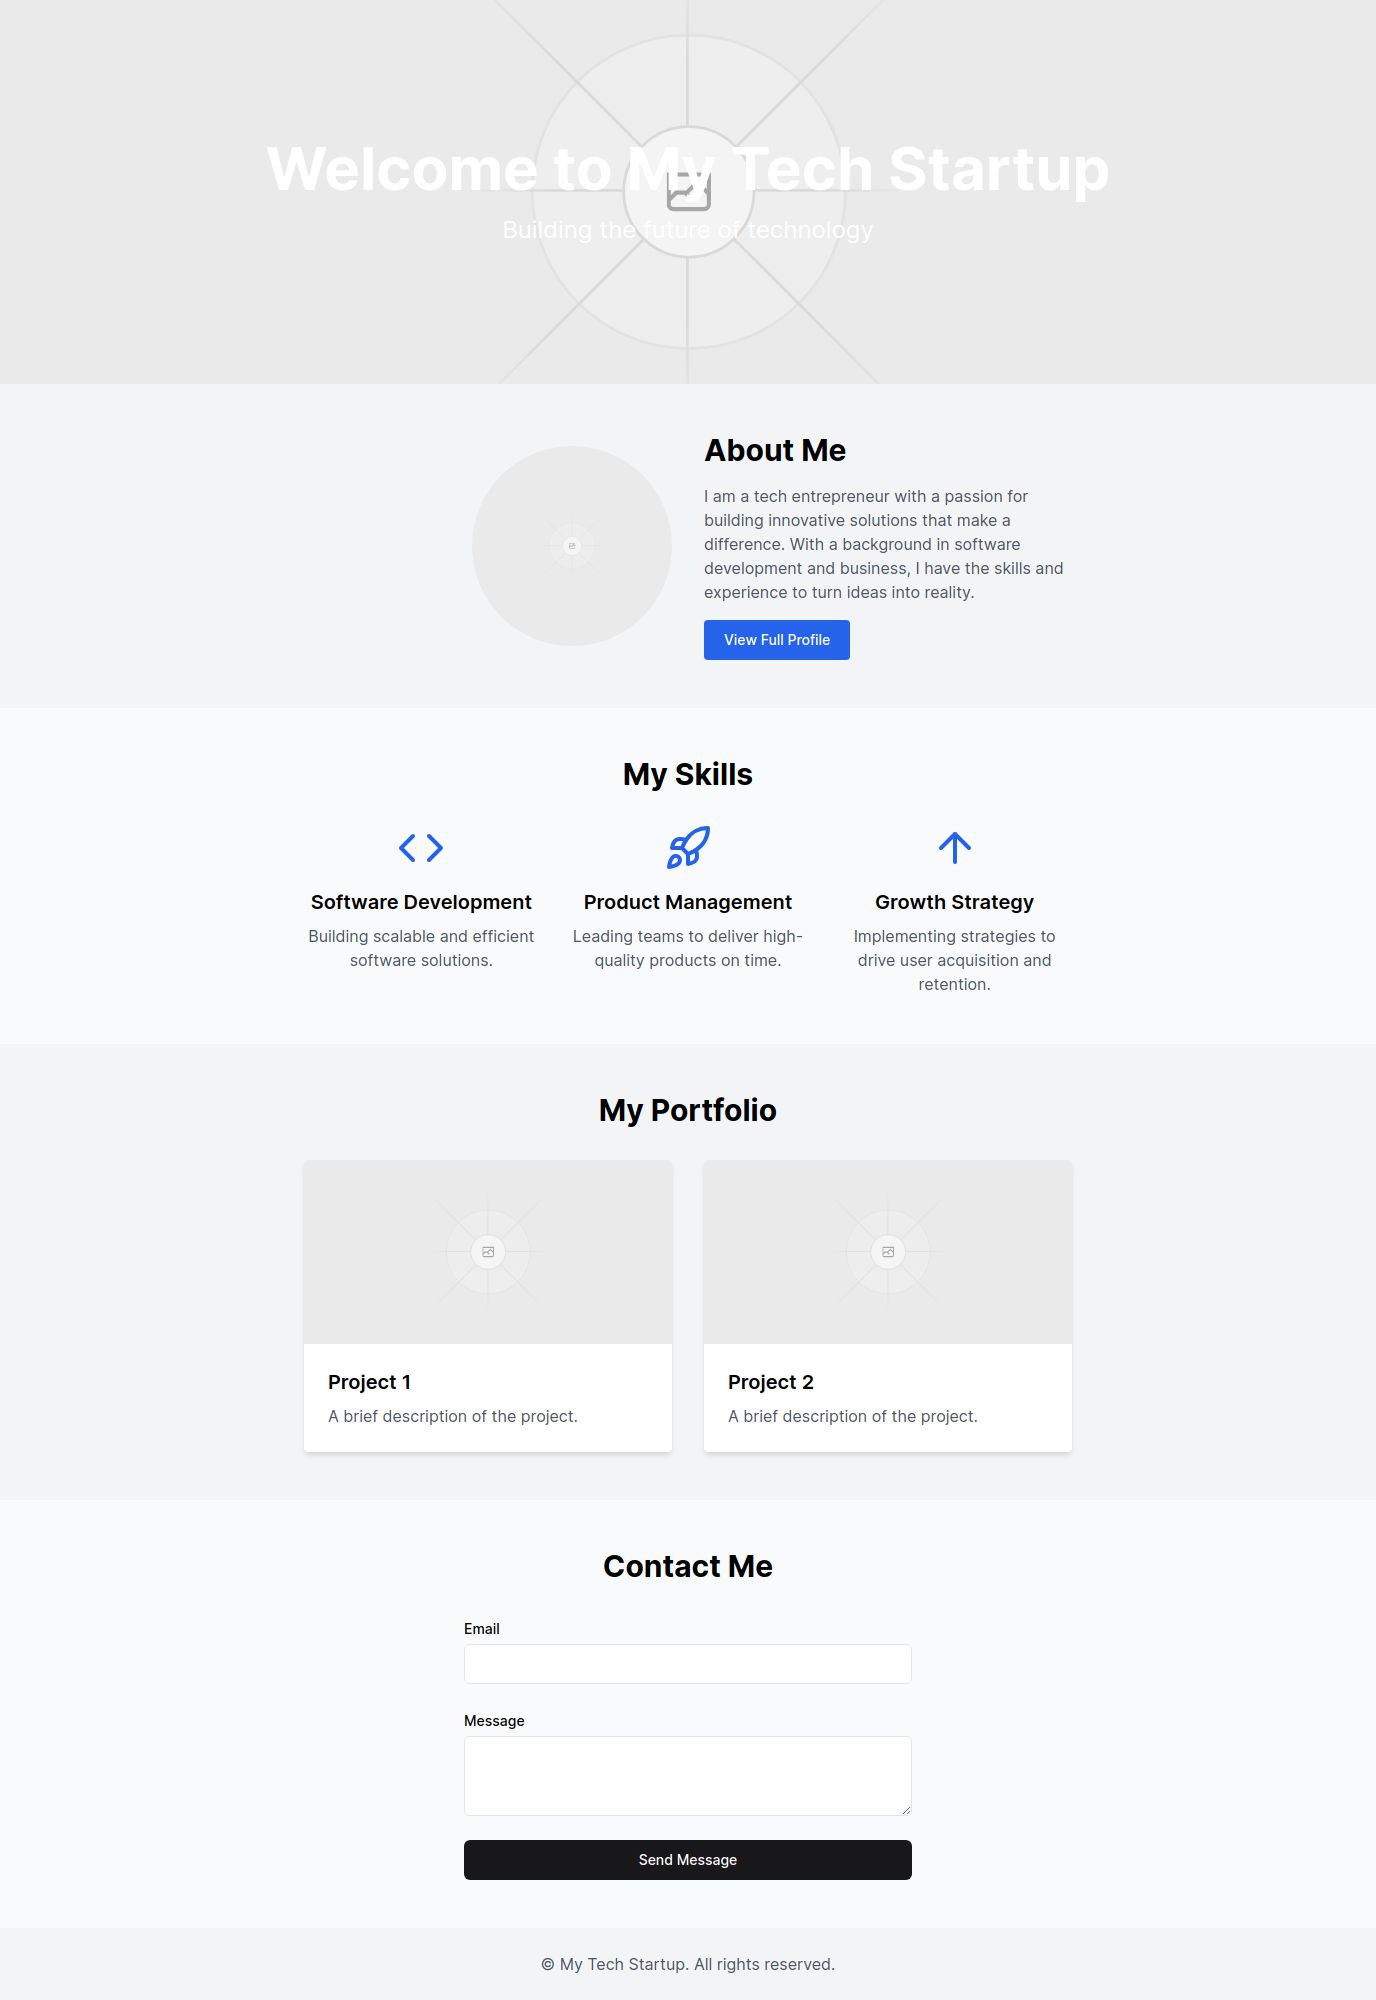 Welcome to My Tech Startup
Building the future of technology
About Me
I am a tech entrepreneur with a passion for
building innovative solutions that make a
difference. With a background in software
development and business, I have the skills and
experience to turn ideas into reality.
View Full Profile
My Skills
Software Development
Building scalable and efficient
software solutions.
Product Management
Leading teams to deliver high-
quality products on time.
Growth Strategy
Implementing strategies to
drive user acquisition and
retention.
My Portfolio
Project 1
A brief description of the project.
Project 2
A brief description of the project.
Contact Me
Email
Message
Send Message
© My Tech Startup. All rights reserved.